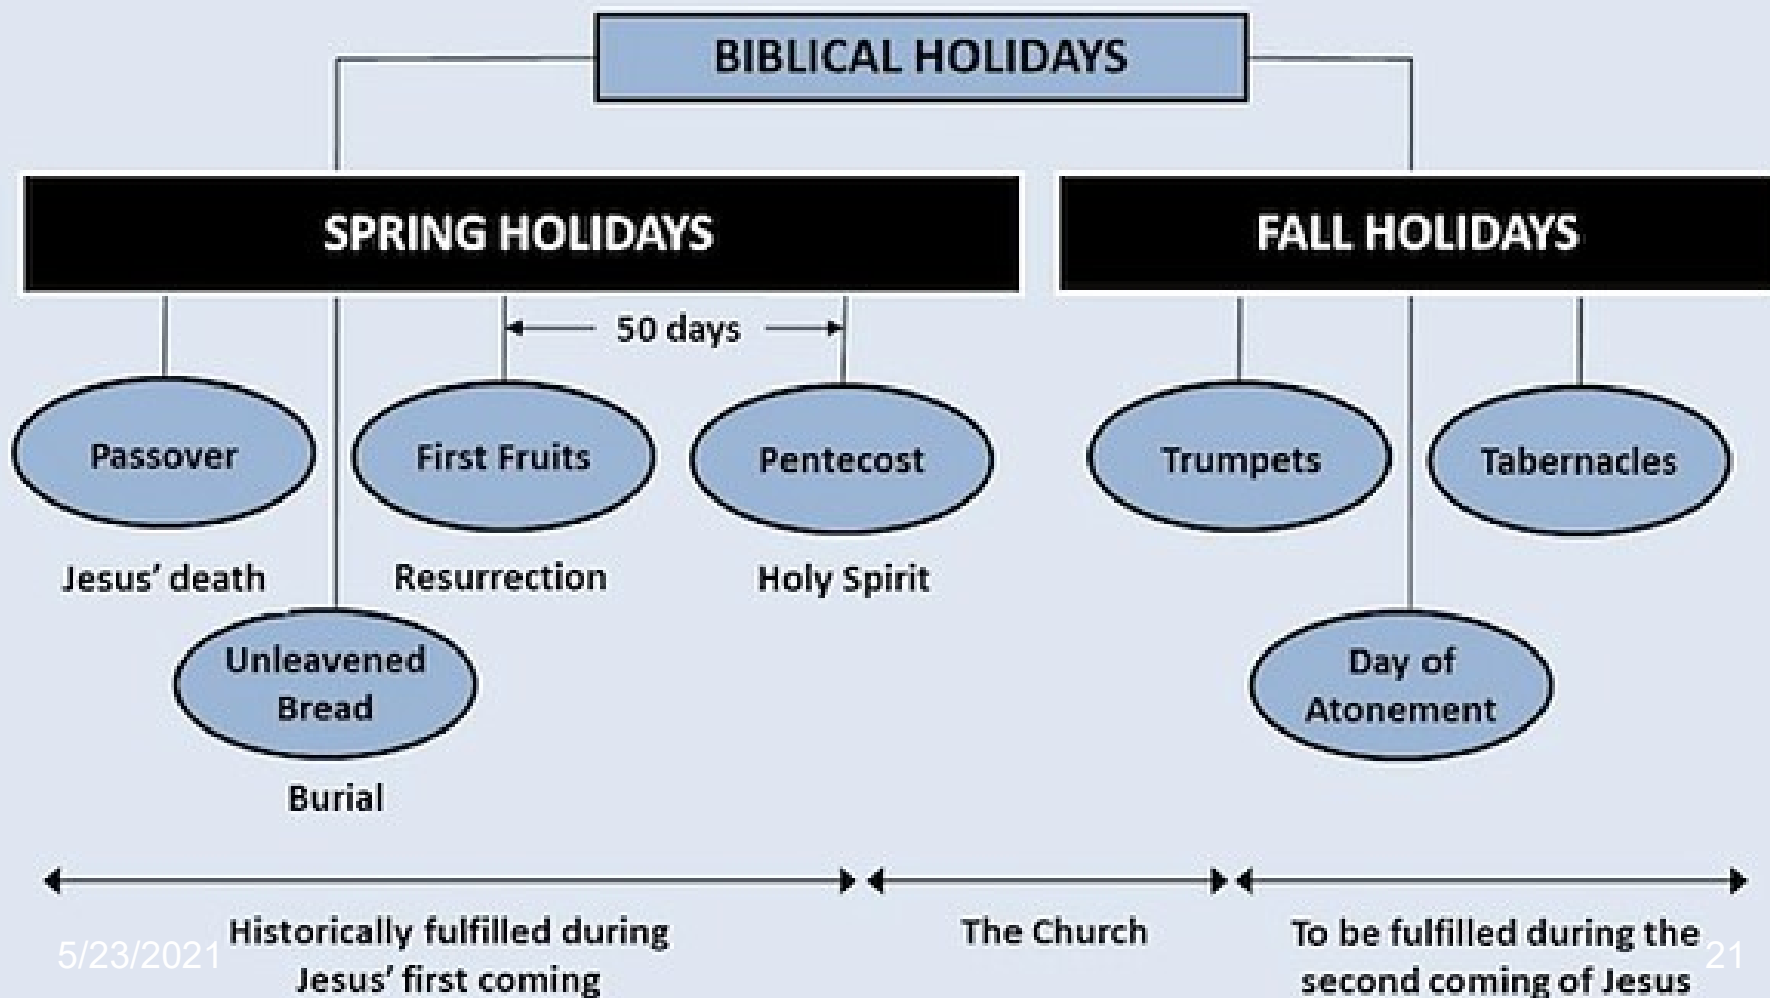 BIBLICAL HOLIDAYS
SPRING HOLIDAYS
FALL HOLIDAYS
50 days
Passover
First Fruits
Pentecost
Trumpets
Tabernacles
Jesus’ death
Resurrection
Holy Spirit
Unleavened
Bread
Day of
Atonement
Burial
Historically fulfilled during
Jesus’ first coming
The Church
To be fulfilled during the
second coming of Jesus
5/23/2021
21